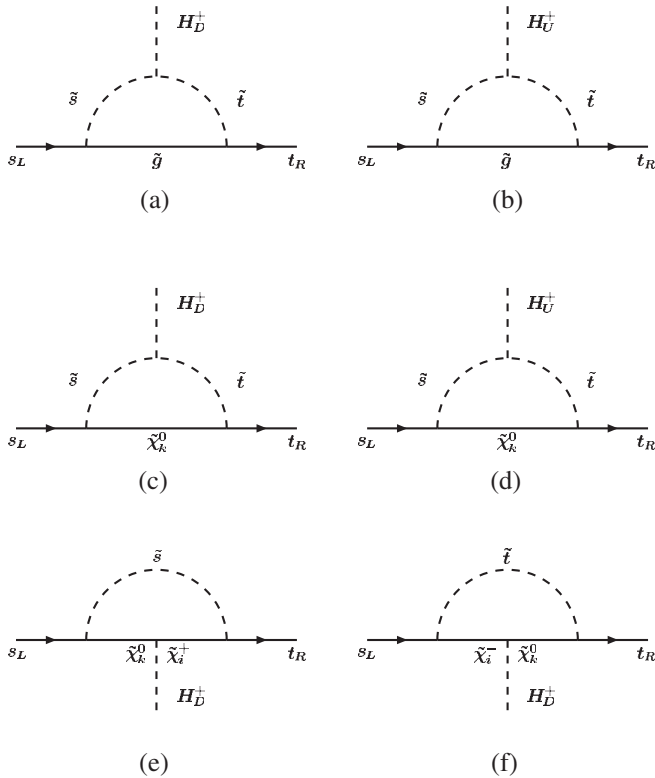 H_D^+ H_U^+
s̃ t̃ s̃ t̃
s_L g̃ t_R s_L g̃ t_R
(a) (b)
H_D^+ H_U^+
s̃ t̃ s̃ t̃
s_L χ̃_k^0 t_R s_L χ̃_k^0 t_R
(c) (d)
s̃ t̃
s_L χ̃_k^0 χ̃_i^+ t_R s_L χ̃_i^- χ̃_k^0 t_R
H_D^+ H_D^+
(e) (f)